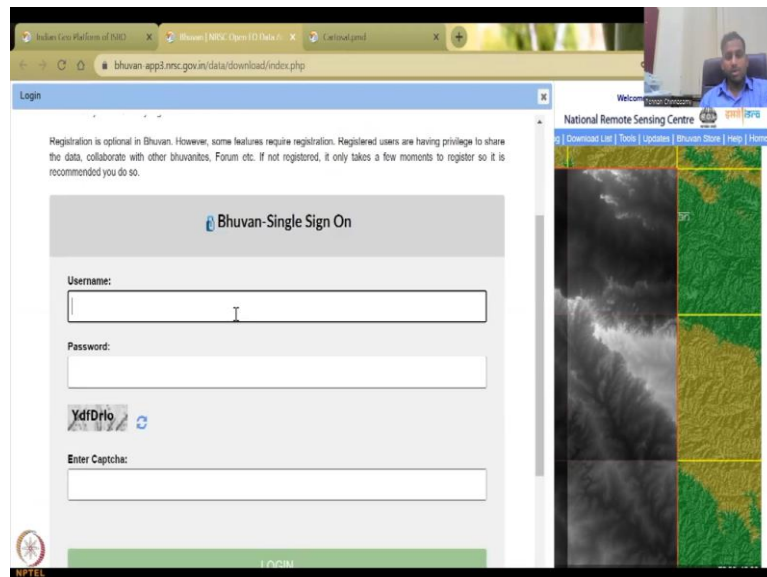 Indian Geo Platform of ISRO
Bhuvan | NRSC Open EO Data A
Cartosat.pmd
bhuvan-app3.nrsc.gov.in/data/download/index.php
Login
Welcom
National Remote Sensing Centre
g | Download List | Tools | Updates | Bhuvan Store | Help | Home
Registration is optional in Bhuvan. However, some features require registration. Registered users are having privilege to share
the data, collaborate with other bhuvanites, Forum etc. If not registered, it only takes a few moments to register so it is
recommended you do so.
Bhuvan-Single Sign On
Username:
Password:
YdfDrlo
Enter Captcha:
LOGIN
NPTEL